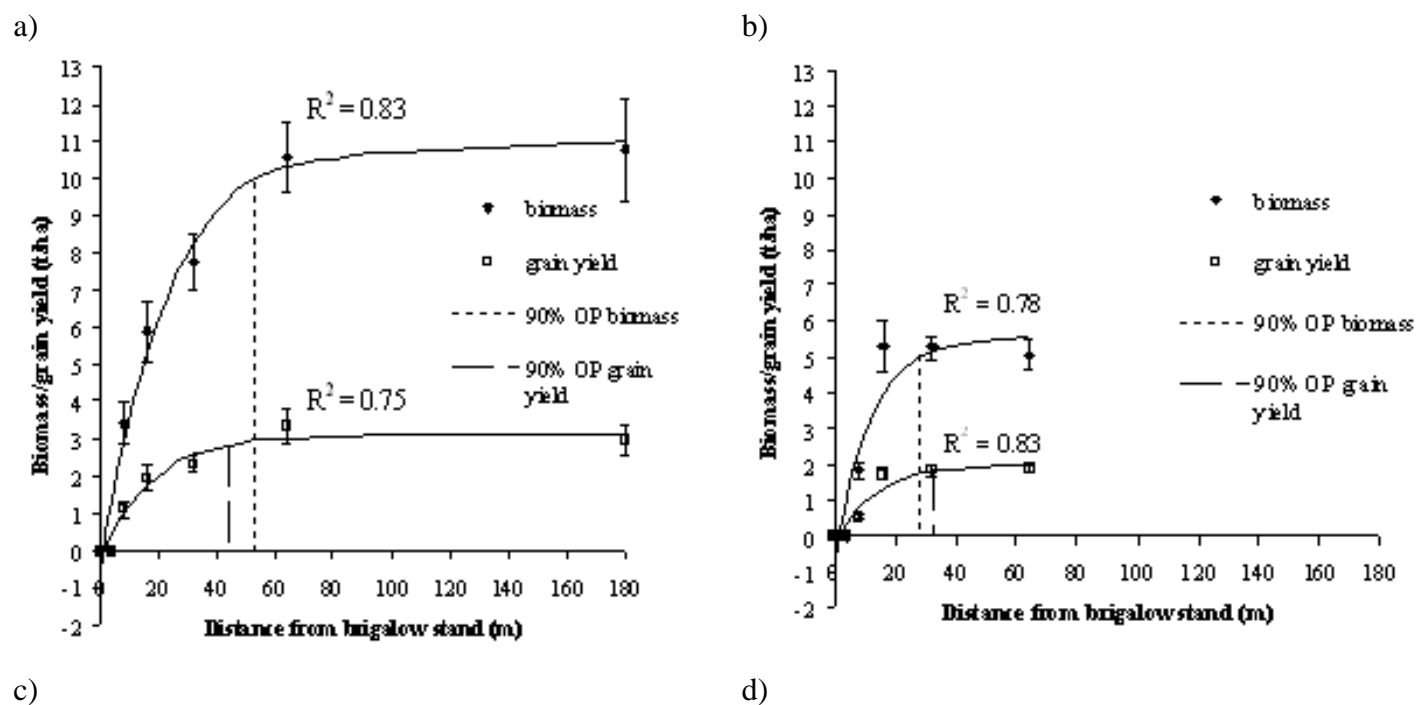 a)
b)
13
12
11
10
9
8
7
6
5
4
3
2
1
0
-1
-2
Biomass/grain yield (t/ha)
R² = 0.83
R² = 0.75
biomass
grain yield
90% OP biomass
90% OP grain
yield
0 20 40 60 80 100 120 140 160 180
Distance from brigalow stand (m)
13
12
11
10
9
8
7
6
5
4
3
2
1
0
-1
-2
Biomass/grain yield (t/ha)
R² = 0.78
R² = 0.83
biomass
grain yield
90% OP biomass
90% OP grain
yield
0 20 40 60 80 100 120 140 160 180
Distance from brigalow stand (m)
c)
d)